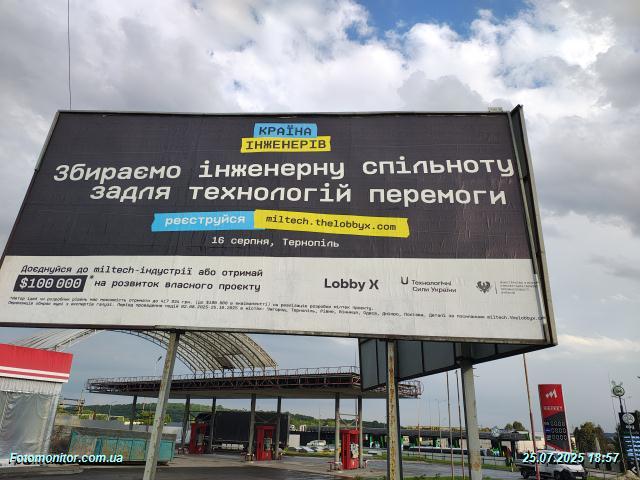 КРАЇНА
ІНЖЕНЕРІВ
Збираємо інженерну спільноту
задля технологій перемоги
реєструйся miltech.thelobbyx.com
16 серпня, Тернопіль
Доєднуйся до miltech-індустрії або отримай
$100 000* на розвиток власного проєкту
Lobby X
Технологічні
Сили України
Fotomonitor.com.ua
25.07.2025 18:57